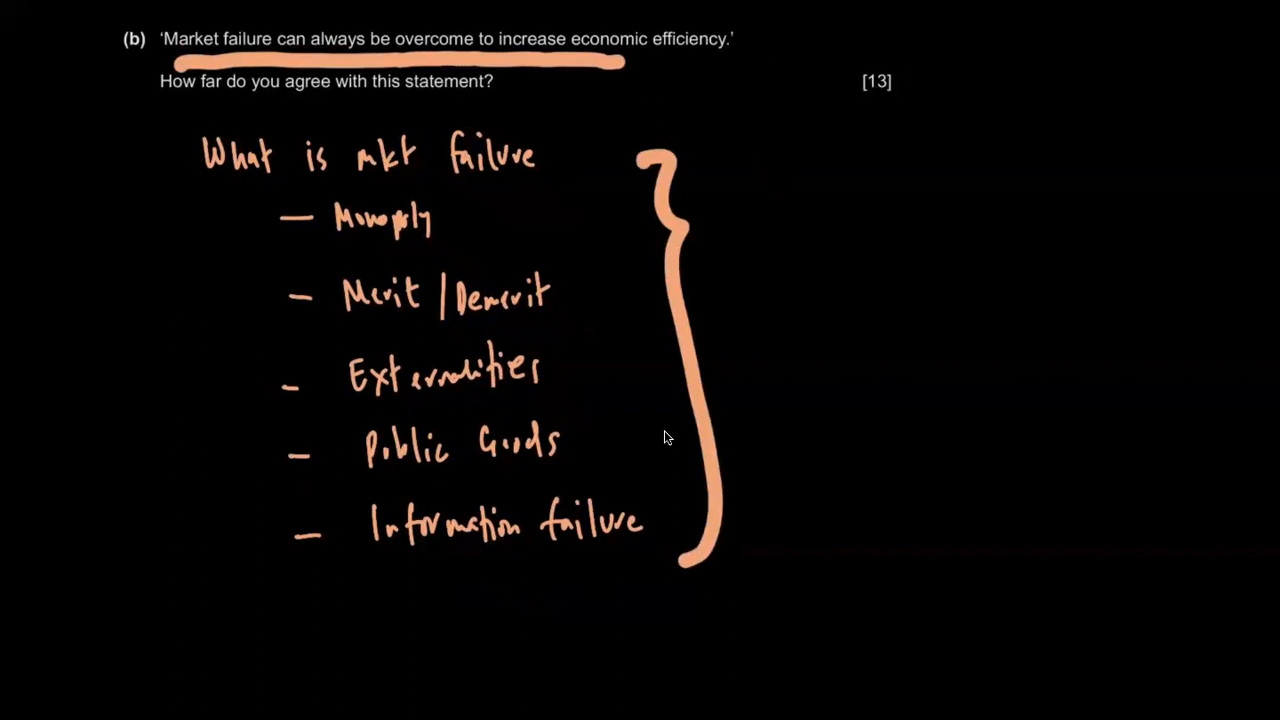 (b) ‘Market failure can always be overcome to increase economic efficiency.’
How far do you agree with this statement? [13]
What is mkt failure
— Monoply
— Merit / Demerit
— Externalities
— Public Goods
— Information failure